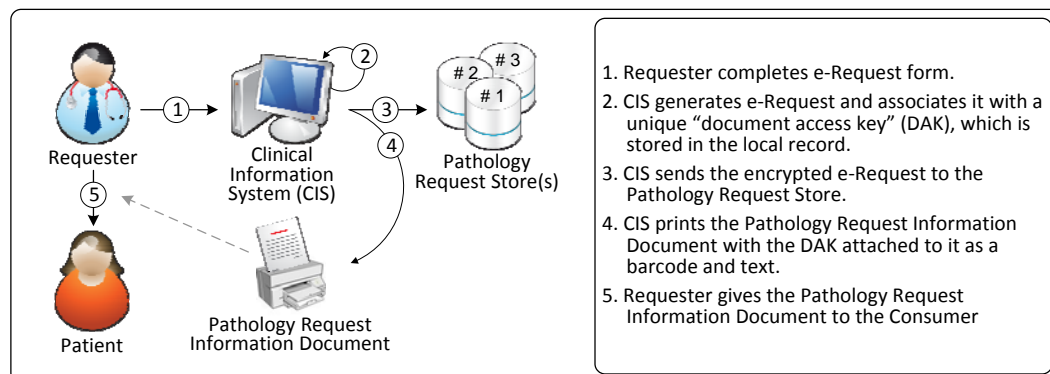 # 3
# 2
# 1
2
1
3
4
Requester
Clinical
Information
System (CIS)
Pathology
Request Store(s)
5
Patient
Pathology Request
Information Document
1. Requester completes e-Request form.
2. CIS generates e-Request and associates it with a
unique “document access key” (DAK), which is
stored in the local record.
3. CIS sends the encrypted e-Request to the
Pathology Request Store.
4. CIS prints the Pathology Request Information
Document with the DAK attached to it as a
barcode and text.
5. Requester gives the Pathology Request
Information Document to the Consumer